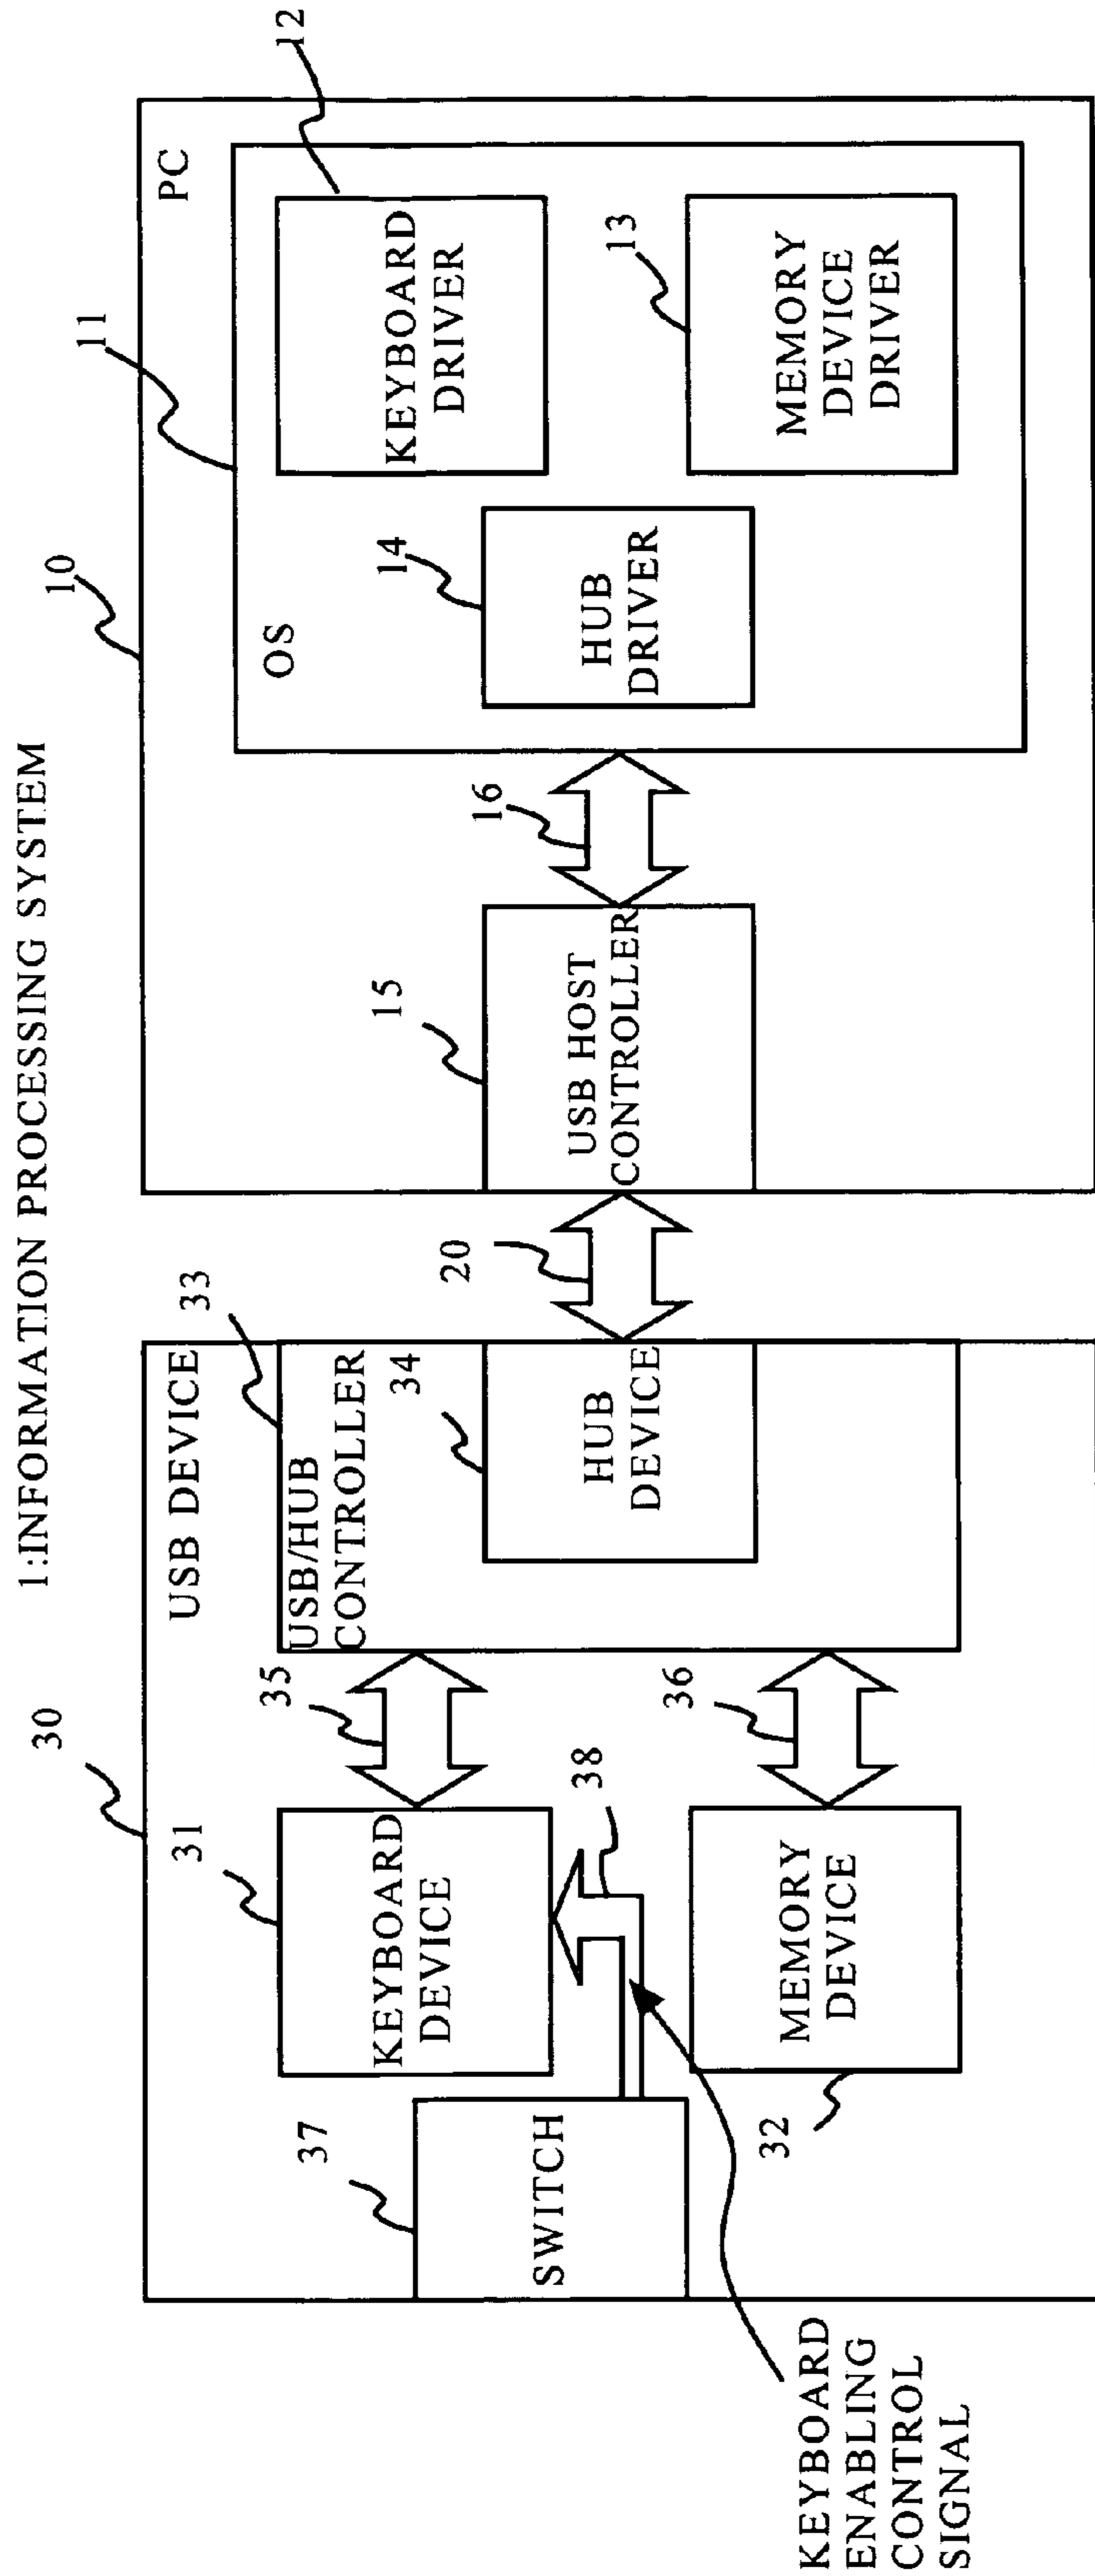 1:INFORMATION PROCESSING SYSTEM
30
USB DEVICE
33
USB/HUB
CONTROLLER
34
HUB
DEVICE
31
KEYBOARD
DEVICE
35
37
SWITCH
38
36
32
MEMORY
DEVICE
KEYBOARD
ENABLING
CONTROL
SIGNAL
20
10
PC
15
USB HOST
CONTROLLER
16
11
OS
14
HUB
DRIVER
12
KEYBOARD
DRIVER
13
MEMORY
DEVICE
DRIVER